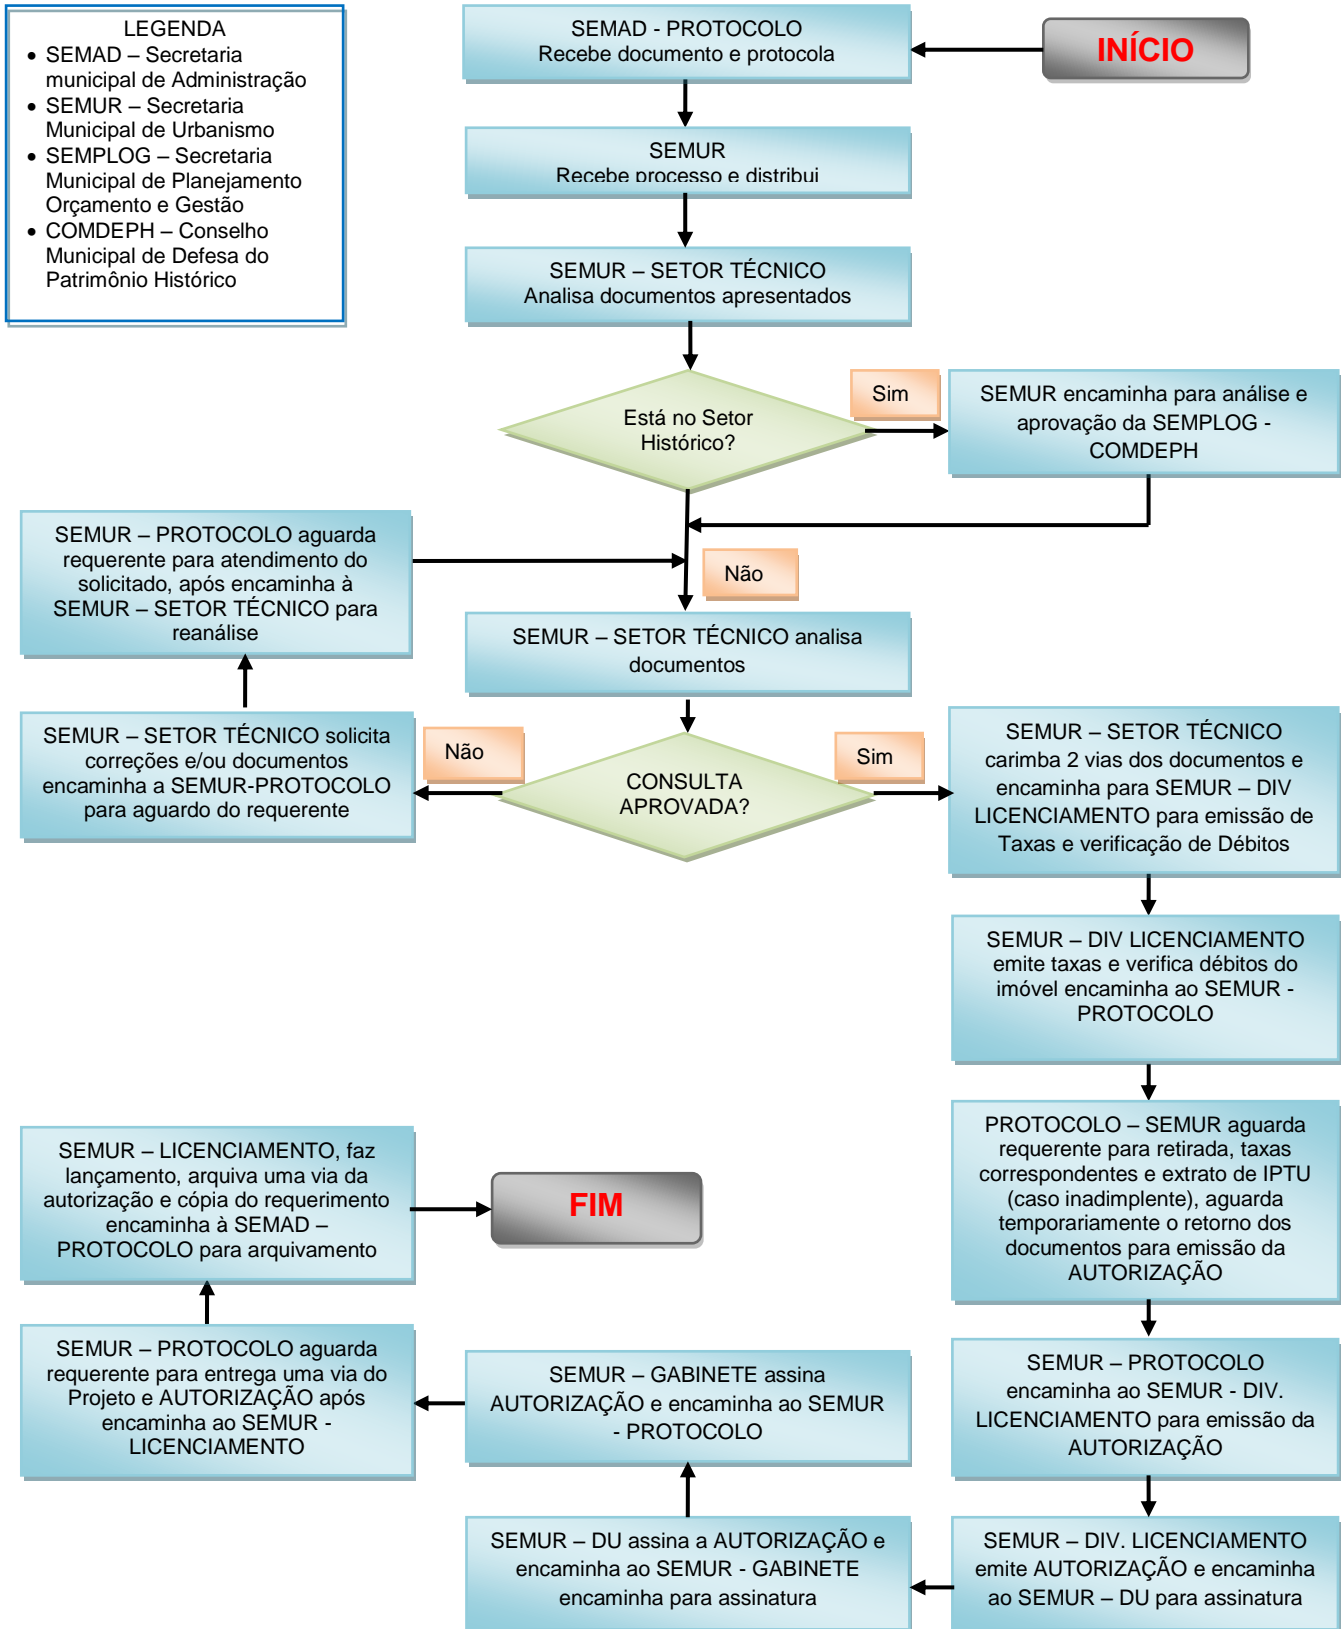 LEGENDA
• SEMAD – Secretaria
municipal de Administração
• SEMUR – Secretaria
Municipal de Urbanismo
• SEMPLOG – Secretaria
Municipal de Planejamento
Orçamento e Gestão
• COMDEPH – Conselho
Municipal de Defesa do
Patrimônio Histórico
SEMAD - PROTOCOLO
Recebe documento e protocola
INÍCIO
SEMUR
Recebe processo e distribui
SEMUR – SETOR TÉCNICO
Analisa documentos apresentados
Está no Setor
Histórico?
Sim
SEMUR encaminha para análise e
aprovação da SEMPLOG -
COMDEPH
SEMUR – PROTOCOLO aguarda
requerente para atendimento do
solicitado, após encaminha à
SEMUR – SETOR TÉCNICO para
reanálise
Não
SEMUR – SETOR TÉCNICO analisa
documentos
SEMUR – SETOR TÉCNICO solicita
correções e/ou documentos
encaminha a SEMUR-PROTOCOLO
para aguardo do requerente
Não
CONSULTA
APROVADA?
Sim
SEMUR – SETOR TÉCNICO
carimba 2 vias dos documentos e
encaminha para SEMUR – DIV
LICENCIAMENTO para emissão de
Taxas e verificação de Débitos
SEMUR – DIV LICENCIAMENTO
emite taxas e verifica débitos do
imóvel encaminha ao SEMUR -
PROTOCOLO
PROTOCOLO – SEMUR aguarda
requerente para retirada, taxas
correspondentes e extrato de IPTU
(caso inadimplente), aguarda
temporariamente o retorno dos
documentos para emissão da
AUTORIZAÇÃO
SEMUR – LICENCIAMENTO, faz
lançamento, arquiva uma via da
autorização e cópia do requerimento
encaminha à SEMAD –
PROTOCOLO para arquivamento
FIM
SEMUR – PROTOCOLO aguarda
requerente para entrega uma via do
Projeto e AUTORIZAÇÃO após
encaminha ao SEMUR -
LICENCIAMENTO
SEMUR – GABINETE assina
AUTORIZAÇÃO e encaminha ao SEMUR
- PROTOCOLO
SEMUR – PROTOCOLO
encaminha ao SEMUR - DIV.
LICENCIAMENTO para emissão da
AUTORIZAÇÃO
SEMUR – DU assina a AUTORIZAÇÃO e
encaminha ao SEMUR - GABINETE
encaminha para assinatura
SEMUR – DIV. LICENCIAMENTO
emite AUTORIZAÇÃO e encaminha
ao SEMUR – DU para assinatura